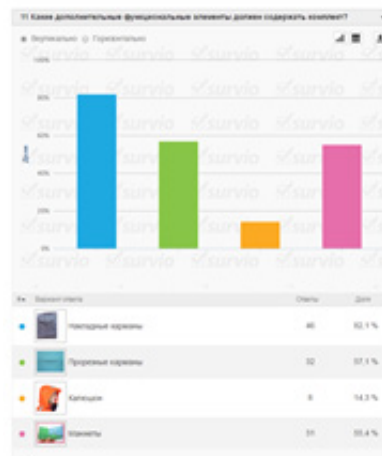 11 Какие дополнительные функциональные элементы должен содержать комплект?
Вертикально Горизонтально
100%
80%
60%
40%
20%
0%
Доля
survio
Вариант ответа Ответы Доля
Накладные карманы 46 82,1 %
Прорезные карманы 32 57,1 %
Капюшон 8 14,3 %
Манжеты 31 55,4 %